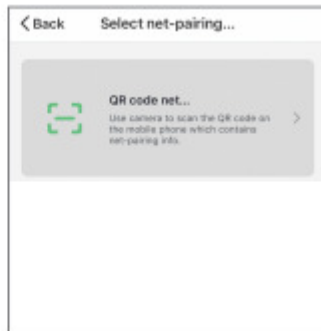 Back Select net-pairing...
QR code net...
Use camera to scan the QR code on
the mobile phone which contains
net-pairing info.